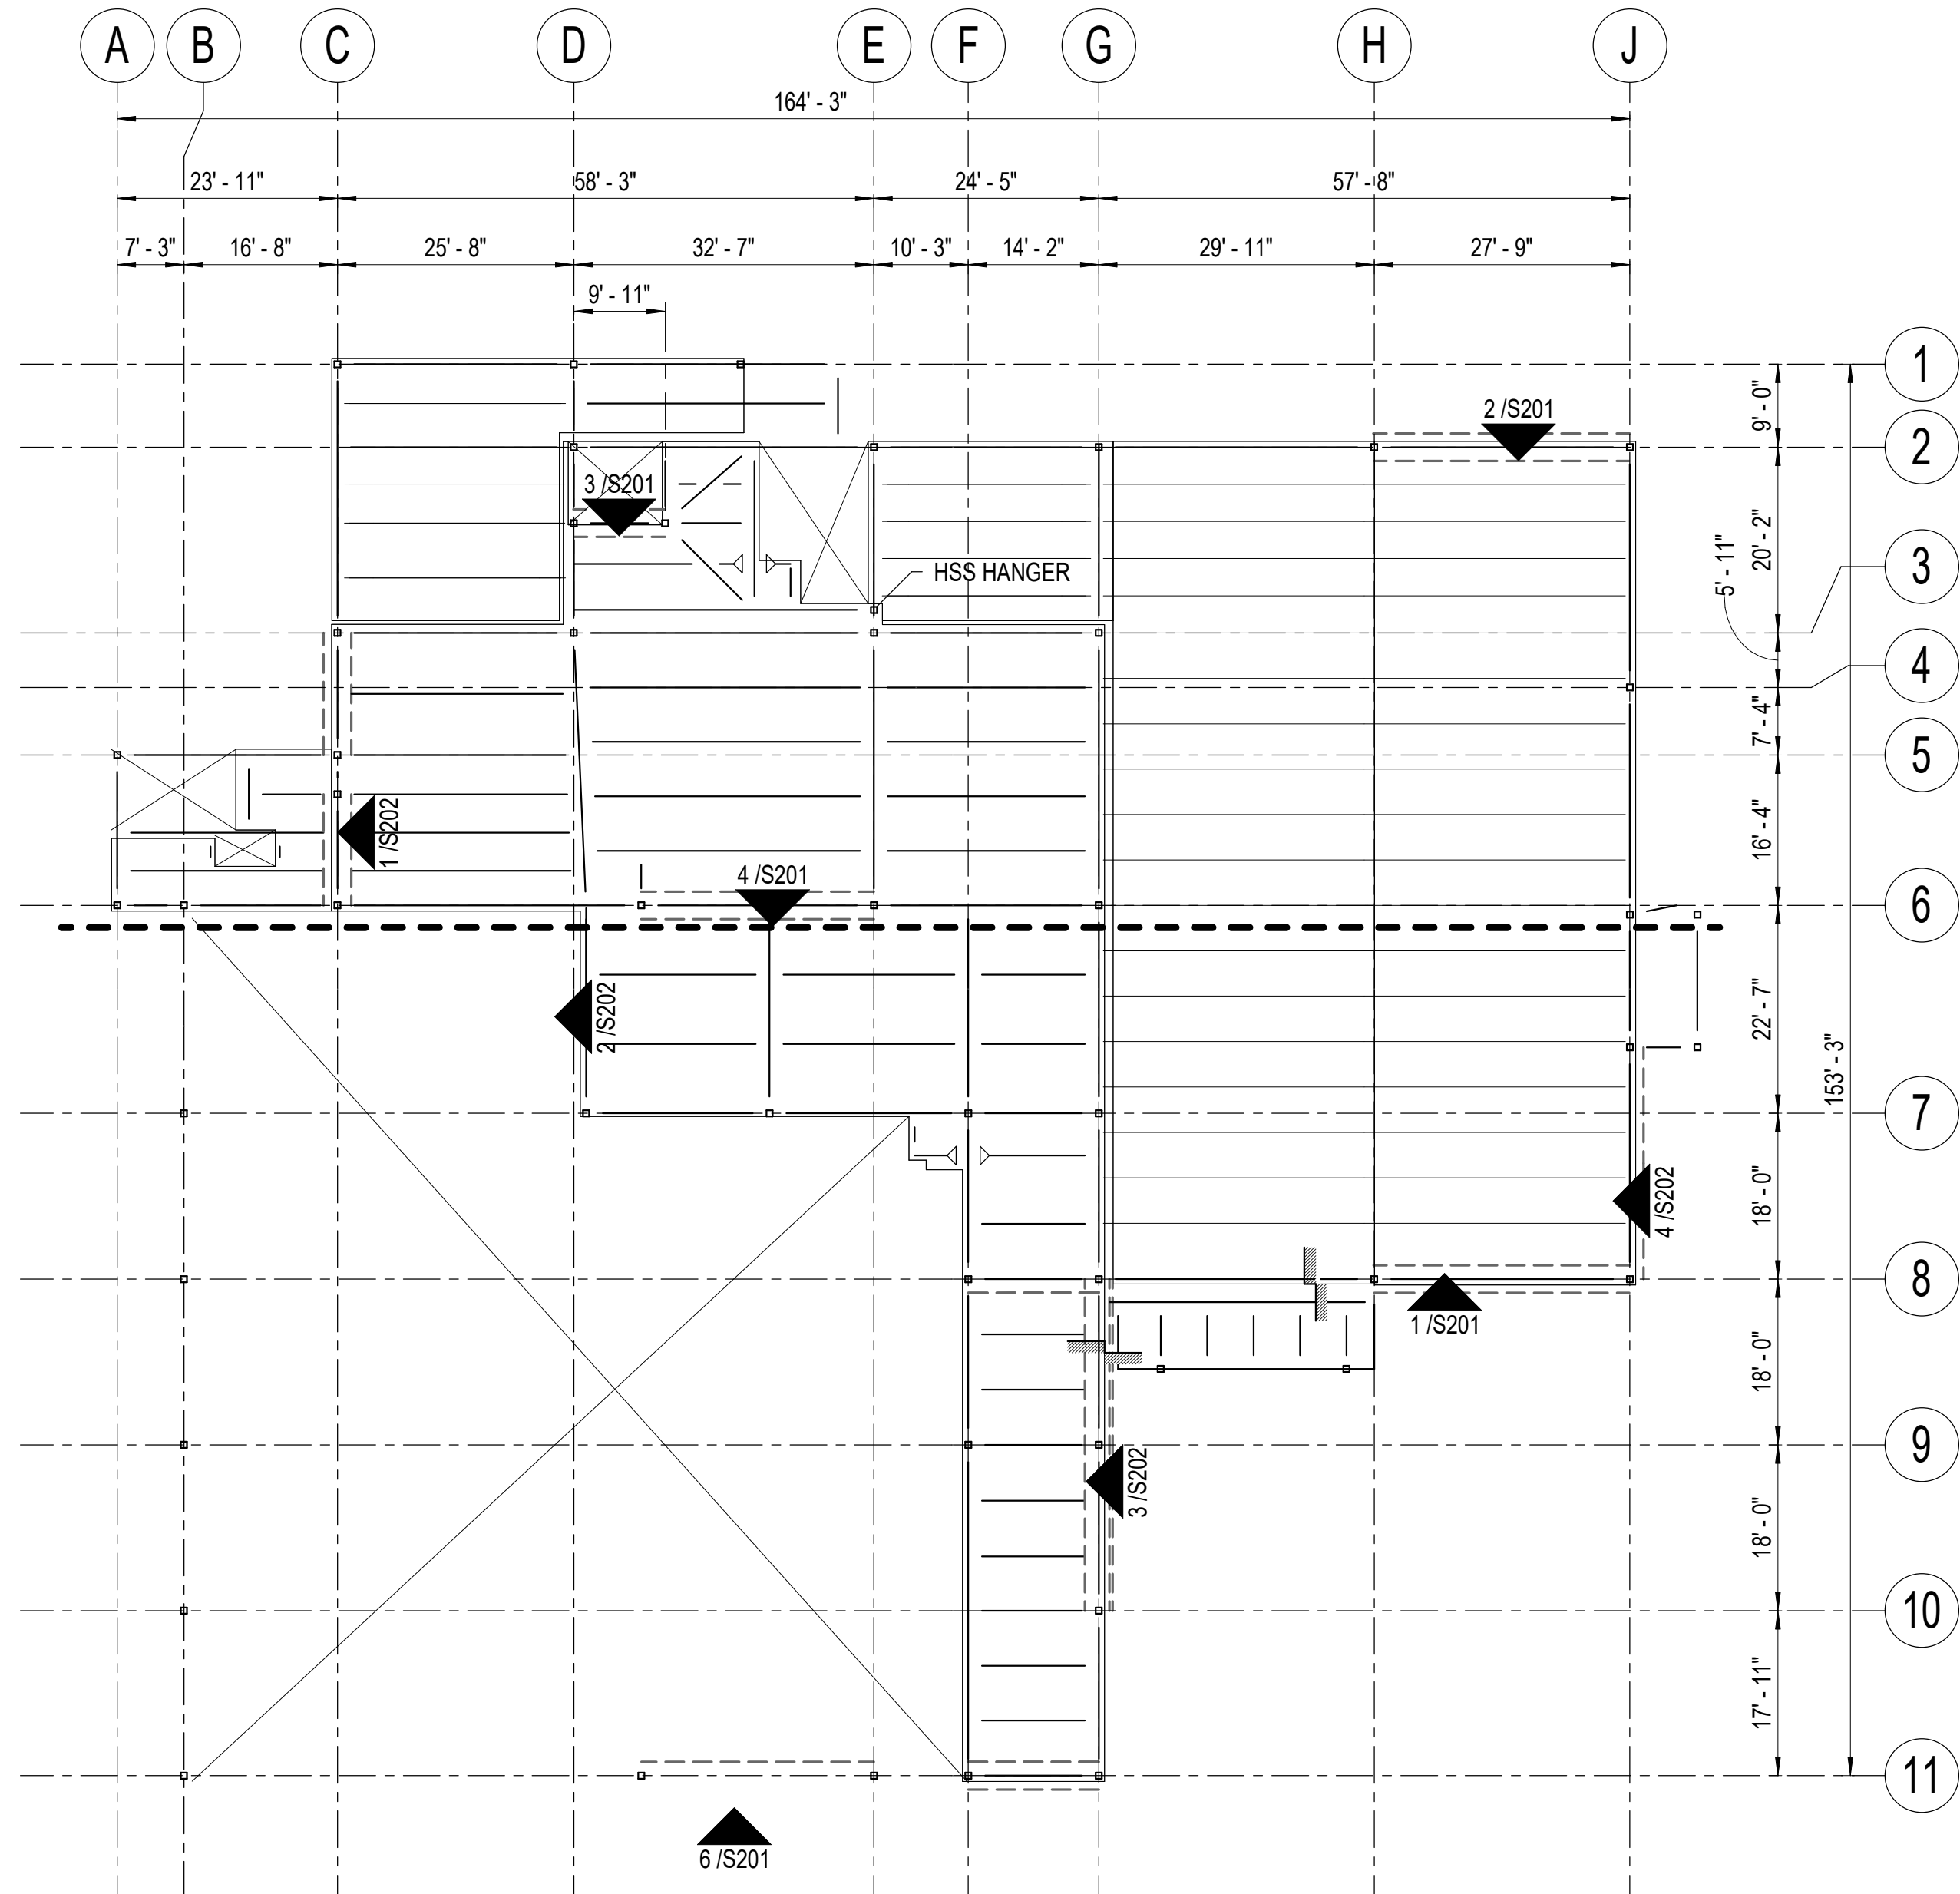 A B C D E F G H J
164' - 3"
23' - 11" 58' - 3" 24' - 5" 57' - 8"
7' - 3" 16' - 8" 25' - 8" 32' - 7" 10' - 3" 14' - 2" 29' - 11" 27' - 9"
9' - 11"
1
9' - 0"
2 /S201
2
3 /S201
20' - 2"
5' - 11"
3
HSS HANGER
4
7' - 4"
5
16' - 4"
1 /S202
4 /S201
6
22' - 7"
2 /S202
153' - 3"
7
18' - 0"
4 /S202
8
1 /S201
18' - 0"
9
3 /S202
18' - 0"
10
17' - 11"
11
6 /S201